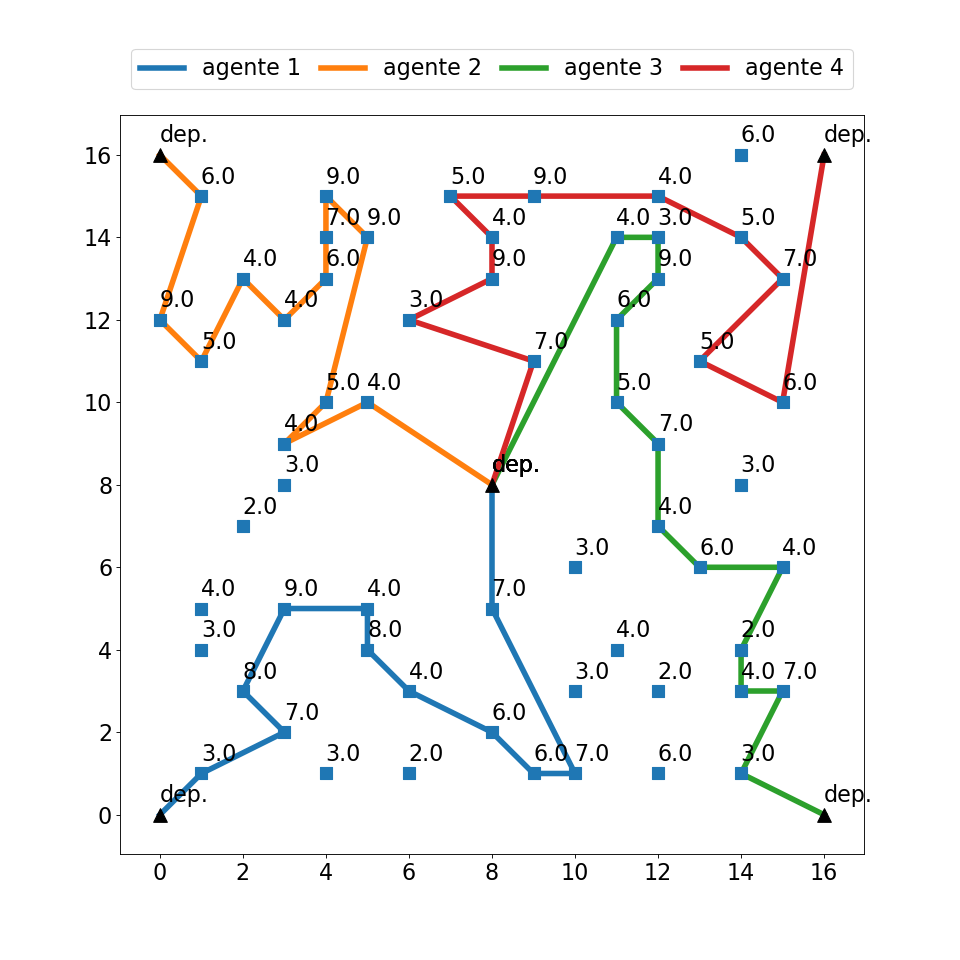 agente 1 agente 2 agente 3 agente 4
dep. 6.0 dep.
16
6.0 9.0 5.0 9.0 4.0
7.0 9.0 4.0 4.0 3.0 5.0
14
4.0 6.0 9.0 9.0 7.0
9.0 4.0 3.0 6.0
12
5.0 7.0 5.0
5.0 4.0 5.0 6.0
10
4.0 7.0
3.0 dep. dep. 3.0
8
2.0 4.0
3.0 6.0 4.0
6
4.0 9.0 4.0 7.0
3.0 8.0 4.0 2.0
4
8.0 4.0 3.0 2.0 4.0 7.0
7.0 6.0
2
3.0 3.0 2.0 6.0 7.0 6.0 3.0
dep. dep.
0
0 2 4 6 8 10 12 14 16